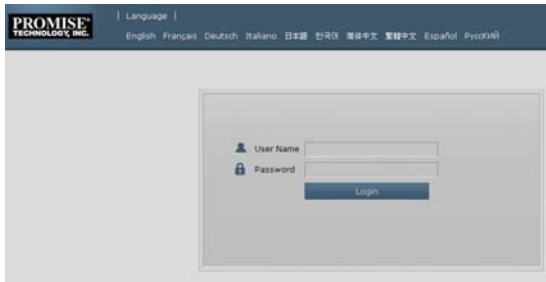 PROMISE®
TECHNOLOGY, INC.
| Language |
English Français Deutsch Italiano 日本語 한국어 简体中文 繁體中文 Español Русский
User Name
Password
Login